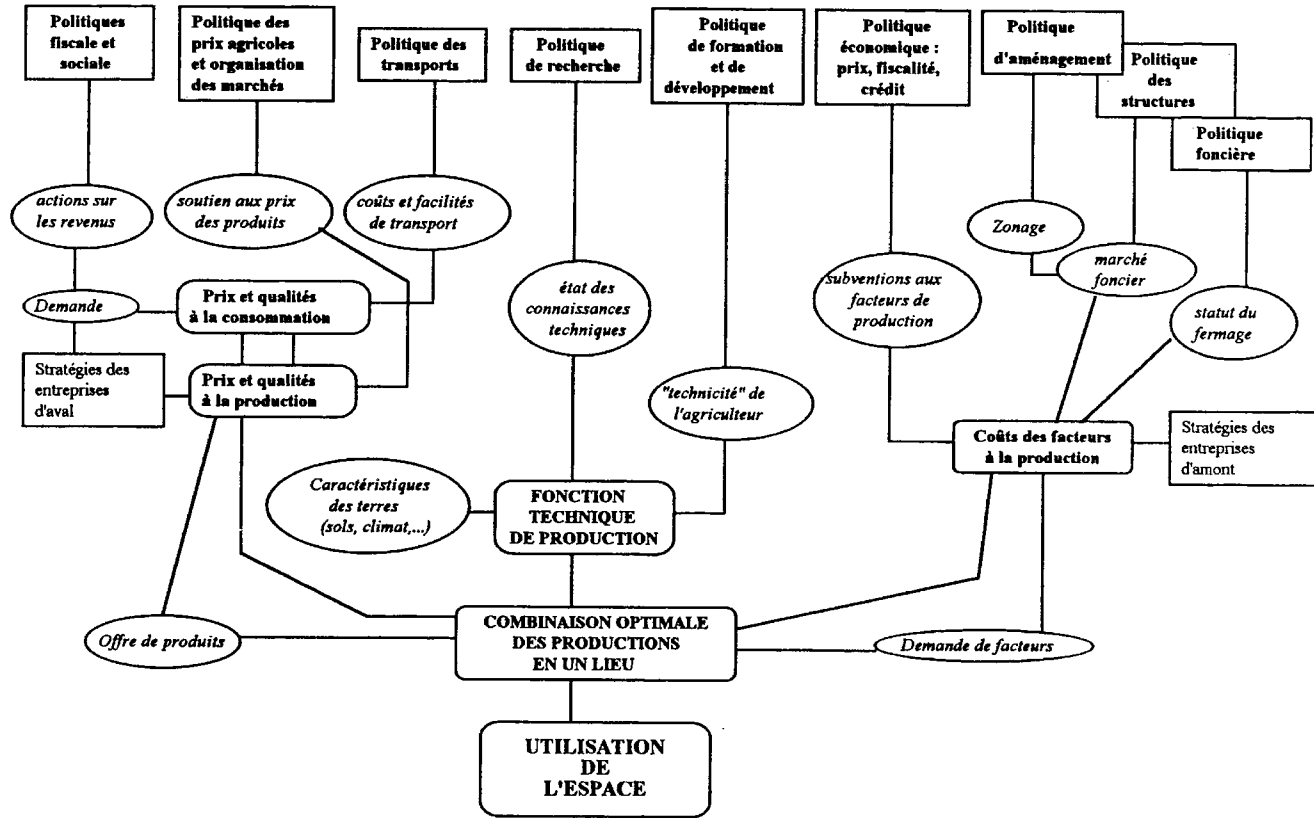 Politiques
fiscale et
sociale
Politique des
prix agricoles
et organisation
des marchés
Politique des
transports
Politique
de recherche
Politique
de formation
et de
développement
Politique
économique :
prix, fiscalité,
crédit
Politique
d'aménagement
Politique
des
structures
Politique
foncière
actions sur
les revenus
soutien aux prix
des produits
coûts et facilités
de transport
Zonage
marché
foncier
état des
connaissances
techniques
subventions aux
facteurs de
production
statut du
fermage
Demande
Prix et qualités
à la consommation
Stratégies des
entreprises
d'aval
Prix et qualités
à la production
"technicité" de
l'agriculteur
Coûts des facteurs
à la production
Stratégies des
entreprises
d'amont
Caractéristiques
des terres
(sols, climat,...)
FONCTION
TECHNIQUE
DE PRODUCTION
Offre de produits
COMBINAISON OPTIMALE
DES PRODUCTIONS
EN UN LIEU
Demande de facteurs
UTILISATION
DE
L'ESPACE